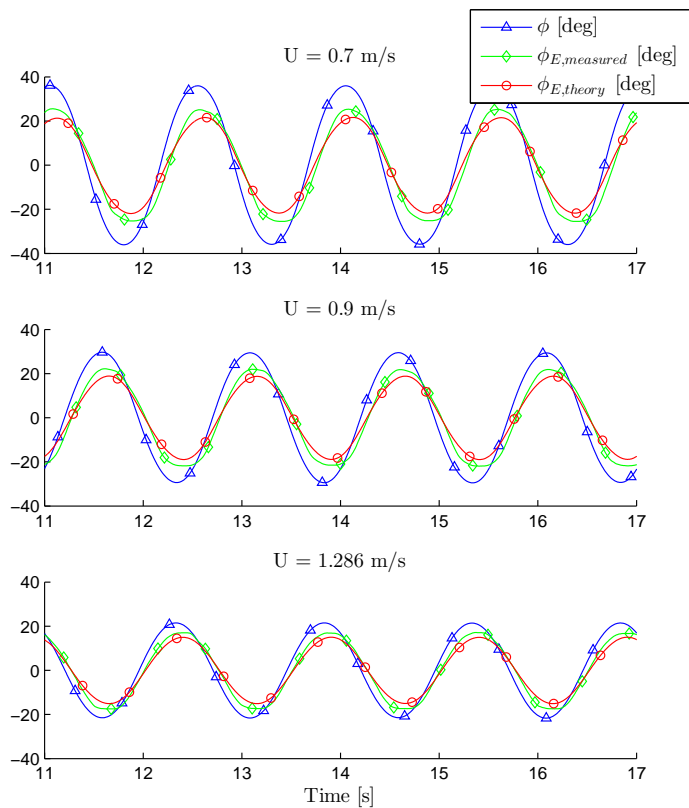 U = 0.7 m/s
ϕ [deg]
ϕ_{E,measured} [deg]
ϕ_{E,theory} [deg]
40
20
0
−20
−40
11 12 13 14 15 16 17
U = 0.9 m/s
40
20
0
−20
−40
11 12 13 14 15 16 17
U = 1.286 m/s
40
20
0
−20
−40
11 12 13 14 15 16 17
Time [s]